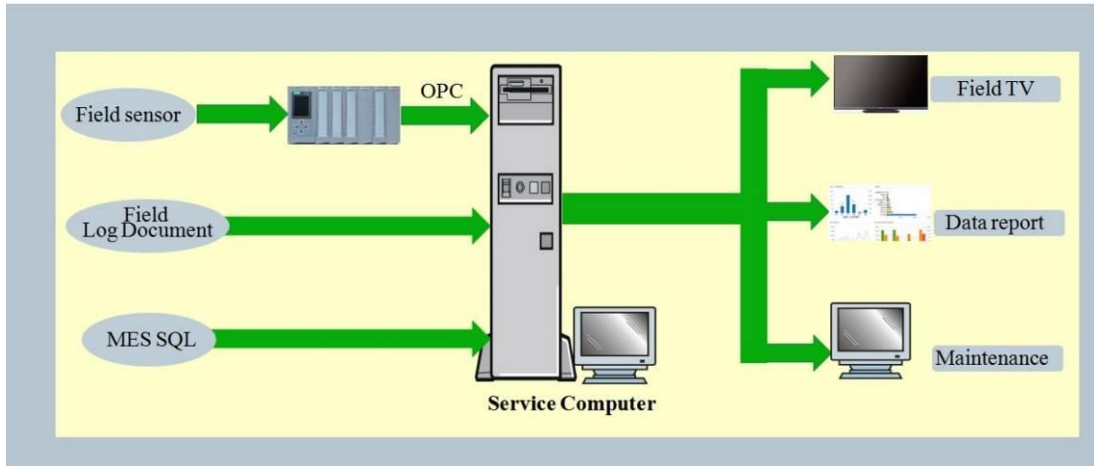 Field sensor
OPC
Field TV
Field
Log Document
Data report
MES SQL
Maintenance
Service Computer